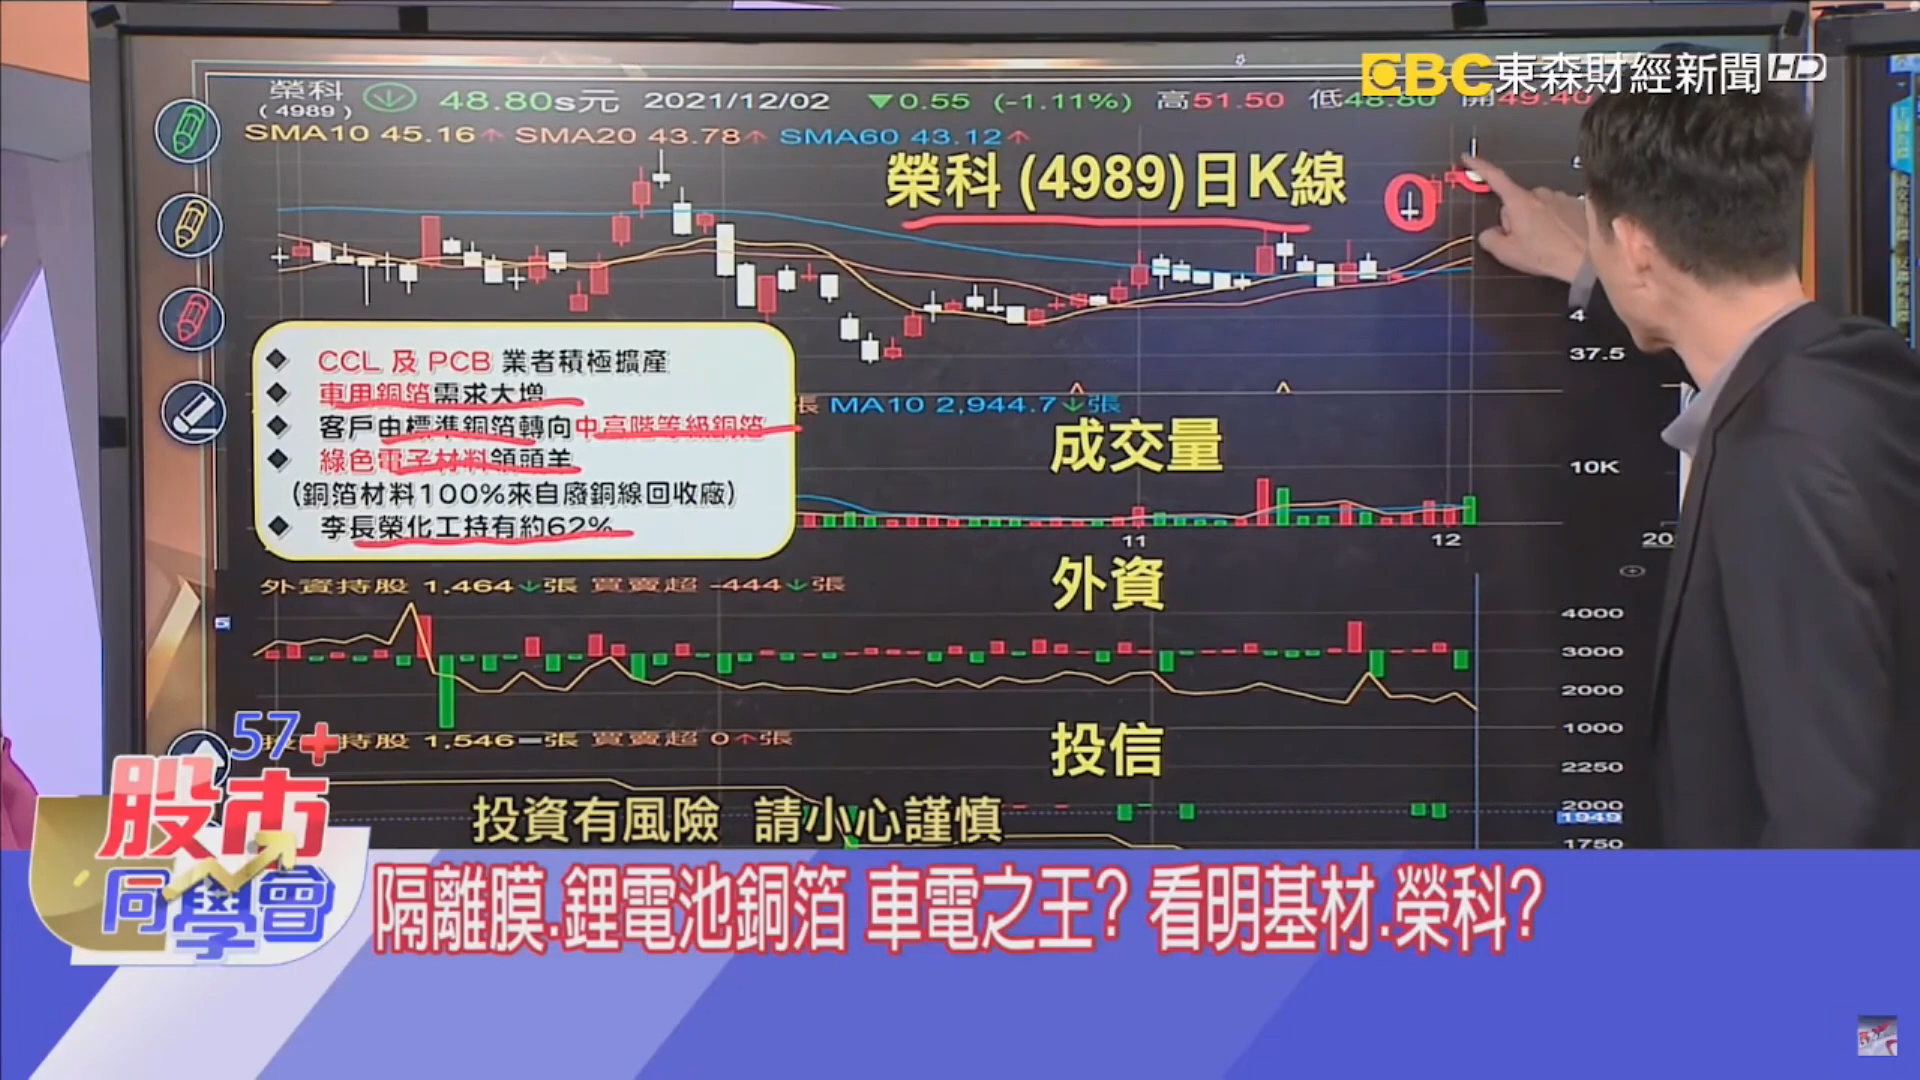 EBC東森財經新聞HD
榮科
(4989)
48.80s元 2021/12/02 ▼0.55 (-1.11%) 高51.50 低48.80 開49.40
SMA10 45.16↑ SMA20 43.78↑ SMA60 43.12↑
榮科(4989)日K線
37.5
◆ CCL 及 PCB 業者積極擴產
◆ 車用銅箔需求大增
◆ 客戶由標準銅箔轉向中高階等級銅箔
◆ 綠色電子材料領頭羊
(銅箔材料100%來自廢銅線回收廠)
◆ 李長榮化工持有約62%
張 MA10 2,944.7↓張
成交量
10K
11 12
外資持股 1,464↓張 買賣超 -444↓張
外資
5
4000
3000
2000
1000
持股 1,546–張 買賣超 0↑張
投信
2250
2000
1949
1750
投資有風險 請小心謹慎
57+
股市
同學會
隔離膜.鋰電池銅箔 車電之王? 看明基材.榮科?